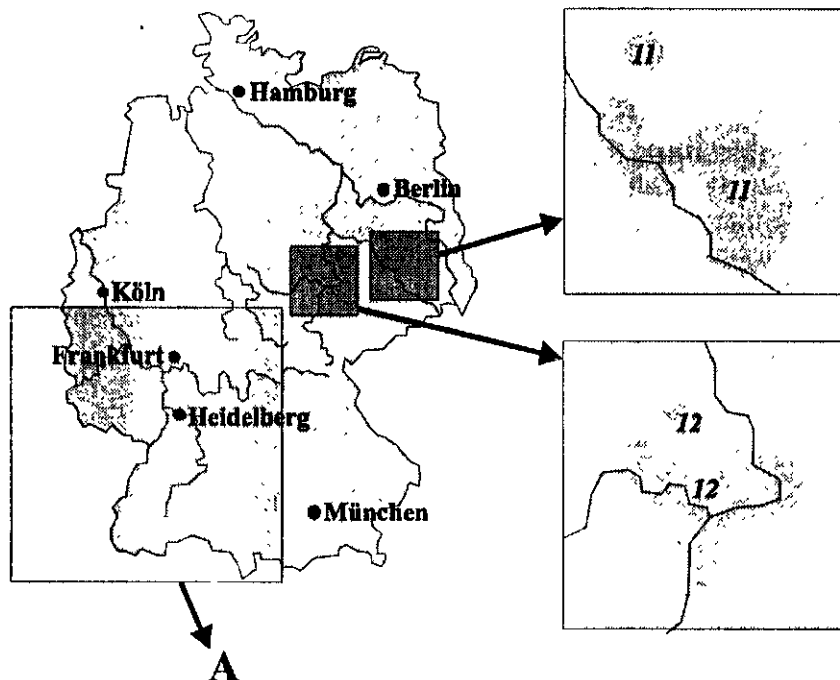 Hamburg
Berlin
Köln
Frankfurt
Heidelberg
München
A
11
11
12
12